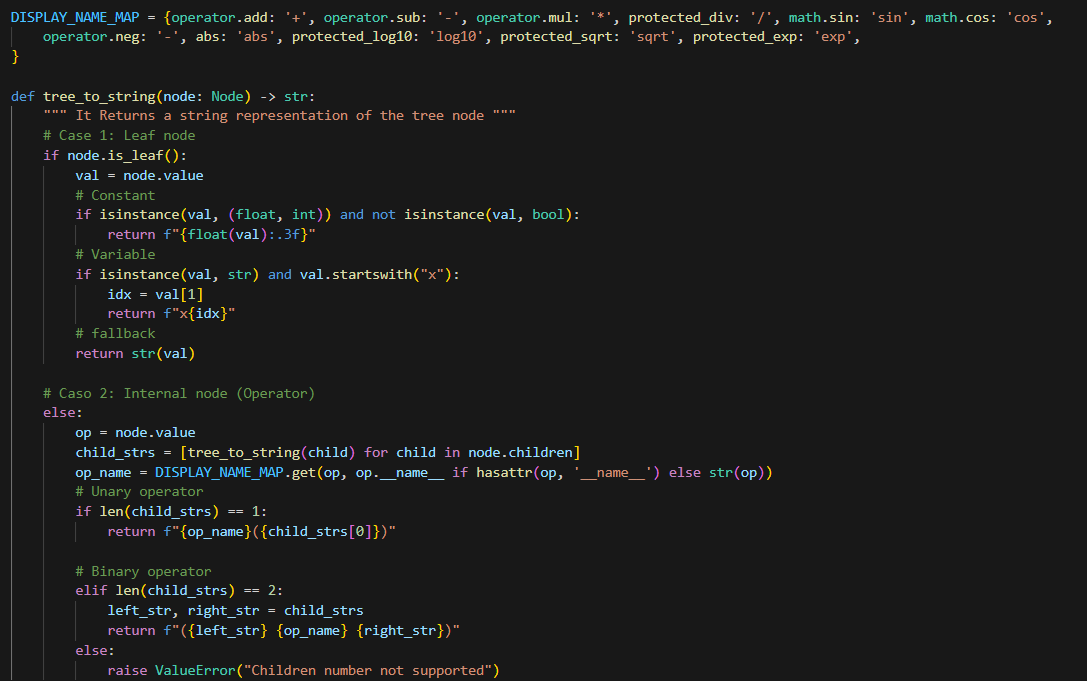 DISPLAY_NAME_MAP = {operator.add: '+', operator.sub: '-', operator.mul: '*', protected_div: '/', math.sin: 'sin', math.cos: 'cos',
    operator.neg: '-', abs: 'abs', protected_log10: 'log10', protected_sqrt: 'sqrt', protected_exp: 'exp',
}

def tree_to_string(node: Node) -> str:
    """ It Returns a string representation of the tree node """
    # Case 1: Leaf node
    if node.is_leaf():
        val = node.value
        # Constant
        if isinstance(val, (float, int)) and not isinstance(val, bool):
            return f"{float(val):.3f}"
        # Variable
        if isinstance(val, str) and val.startswith("x"):
            idx = val[1]
            return f"x{idx}"
        # fallback
        return str(val)

    # Caso 2: Internal node (Operator)
    else:
        op = node.value
        child_strs = [tree_to_string(child) for child in node.children]
        op_name = DISPLAY_NAME_MAP.get(op, op.__name__ if hasattr(op, '__name__') else str(op))
        # Unary operator
        if len(child_strs) == 1:
            return f"{op_name}({child_strs[0]})"

        # Binary operator
        elif len(child_strs) == 2:
            left_str, right_str = child_strs
            return f"({left_str} {op_name} {right_str})"
        else:
            raise ValueError("Children number not supported")